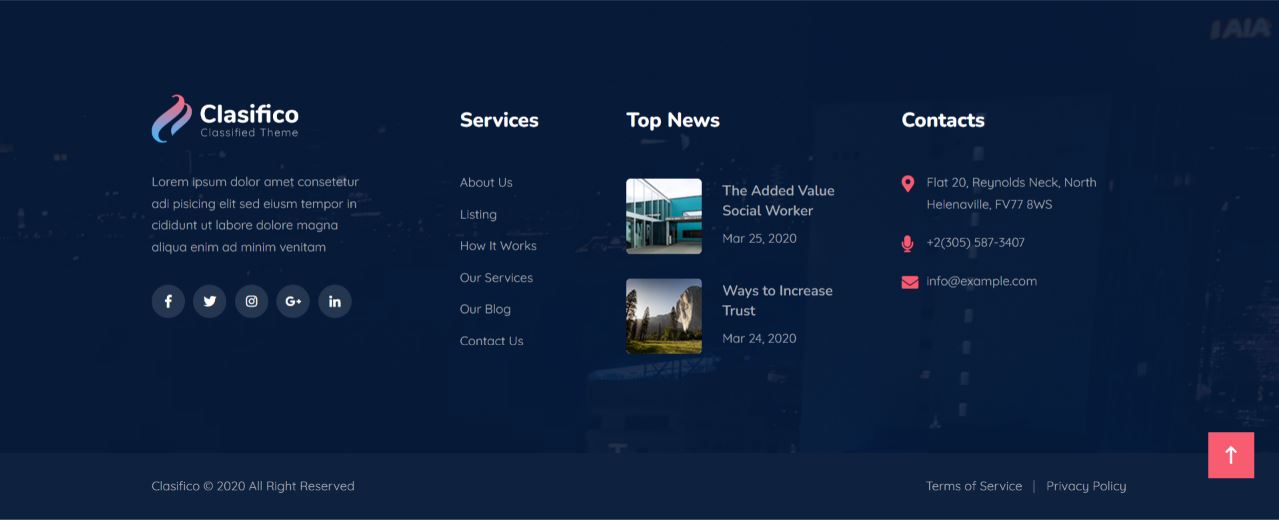 Clasifico
Classified Theme
Lorem ipsum dolor amet consetetur
adi pisicing elit sed eiusm tempor in
cididunt ut labore dolore magna
aliqua enim ad minim venitam
Services
About Us
Listing
How It Works
Our Services
Our Blog
Contact Us
Top News
The Added Value
Social Worker
Mar 25, 2020
Ways to Increase
Trust
Mar 24, 2020
Contacts
Flat 20, Reynolds Neck, North
Helenaville, FV77 8WS
+2(305) 587-3407
info@example.com
Clasifico © 2020 All Right Reserved
Terms of Service | Privacy Policy